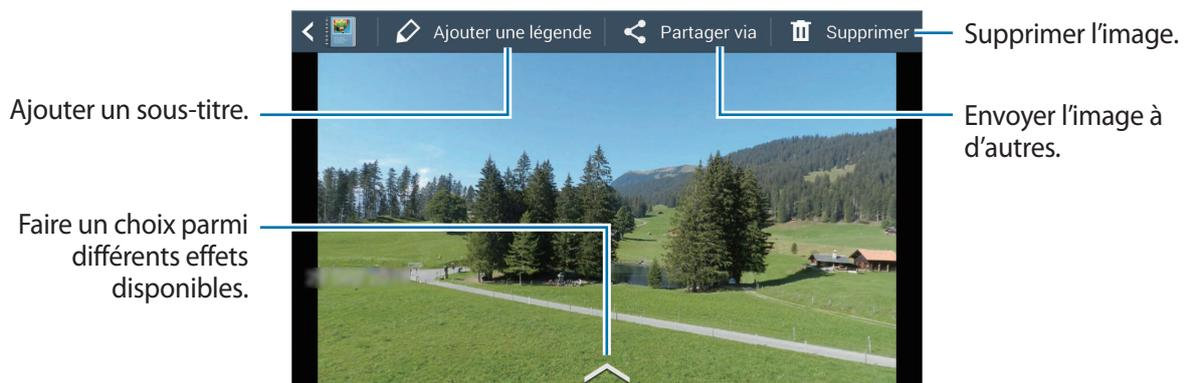 Ajouter une légende
Partager via
Supprimer
Supprimer l’image.
Ajouter un sous-titre.
Envoyer l’image à
d’autres.
Faire un choix parmi
différents effets
disponibles.